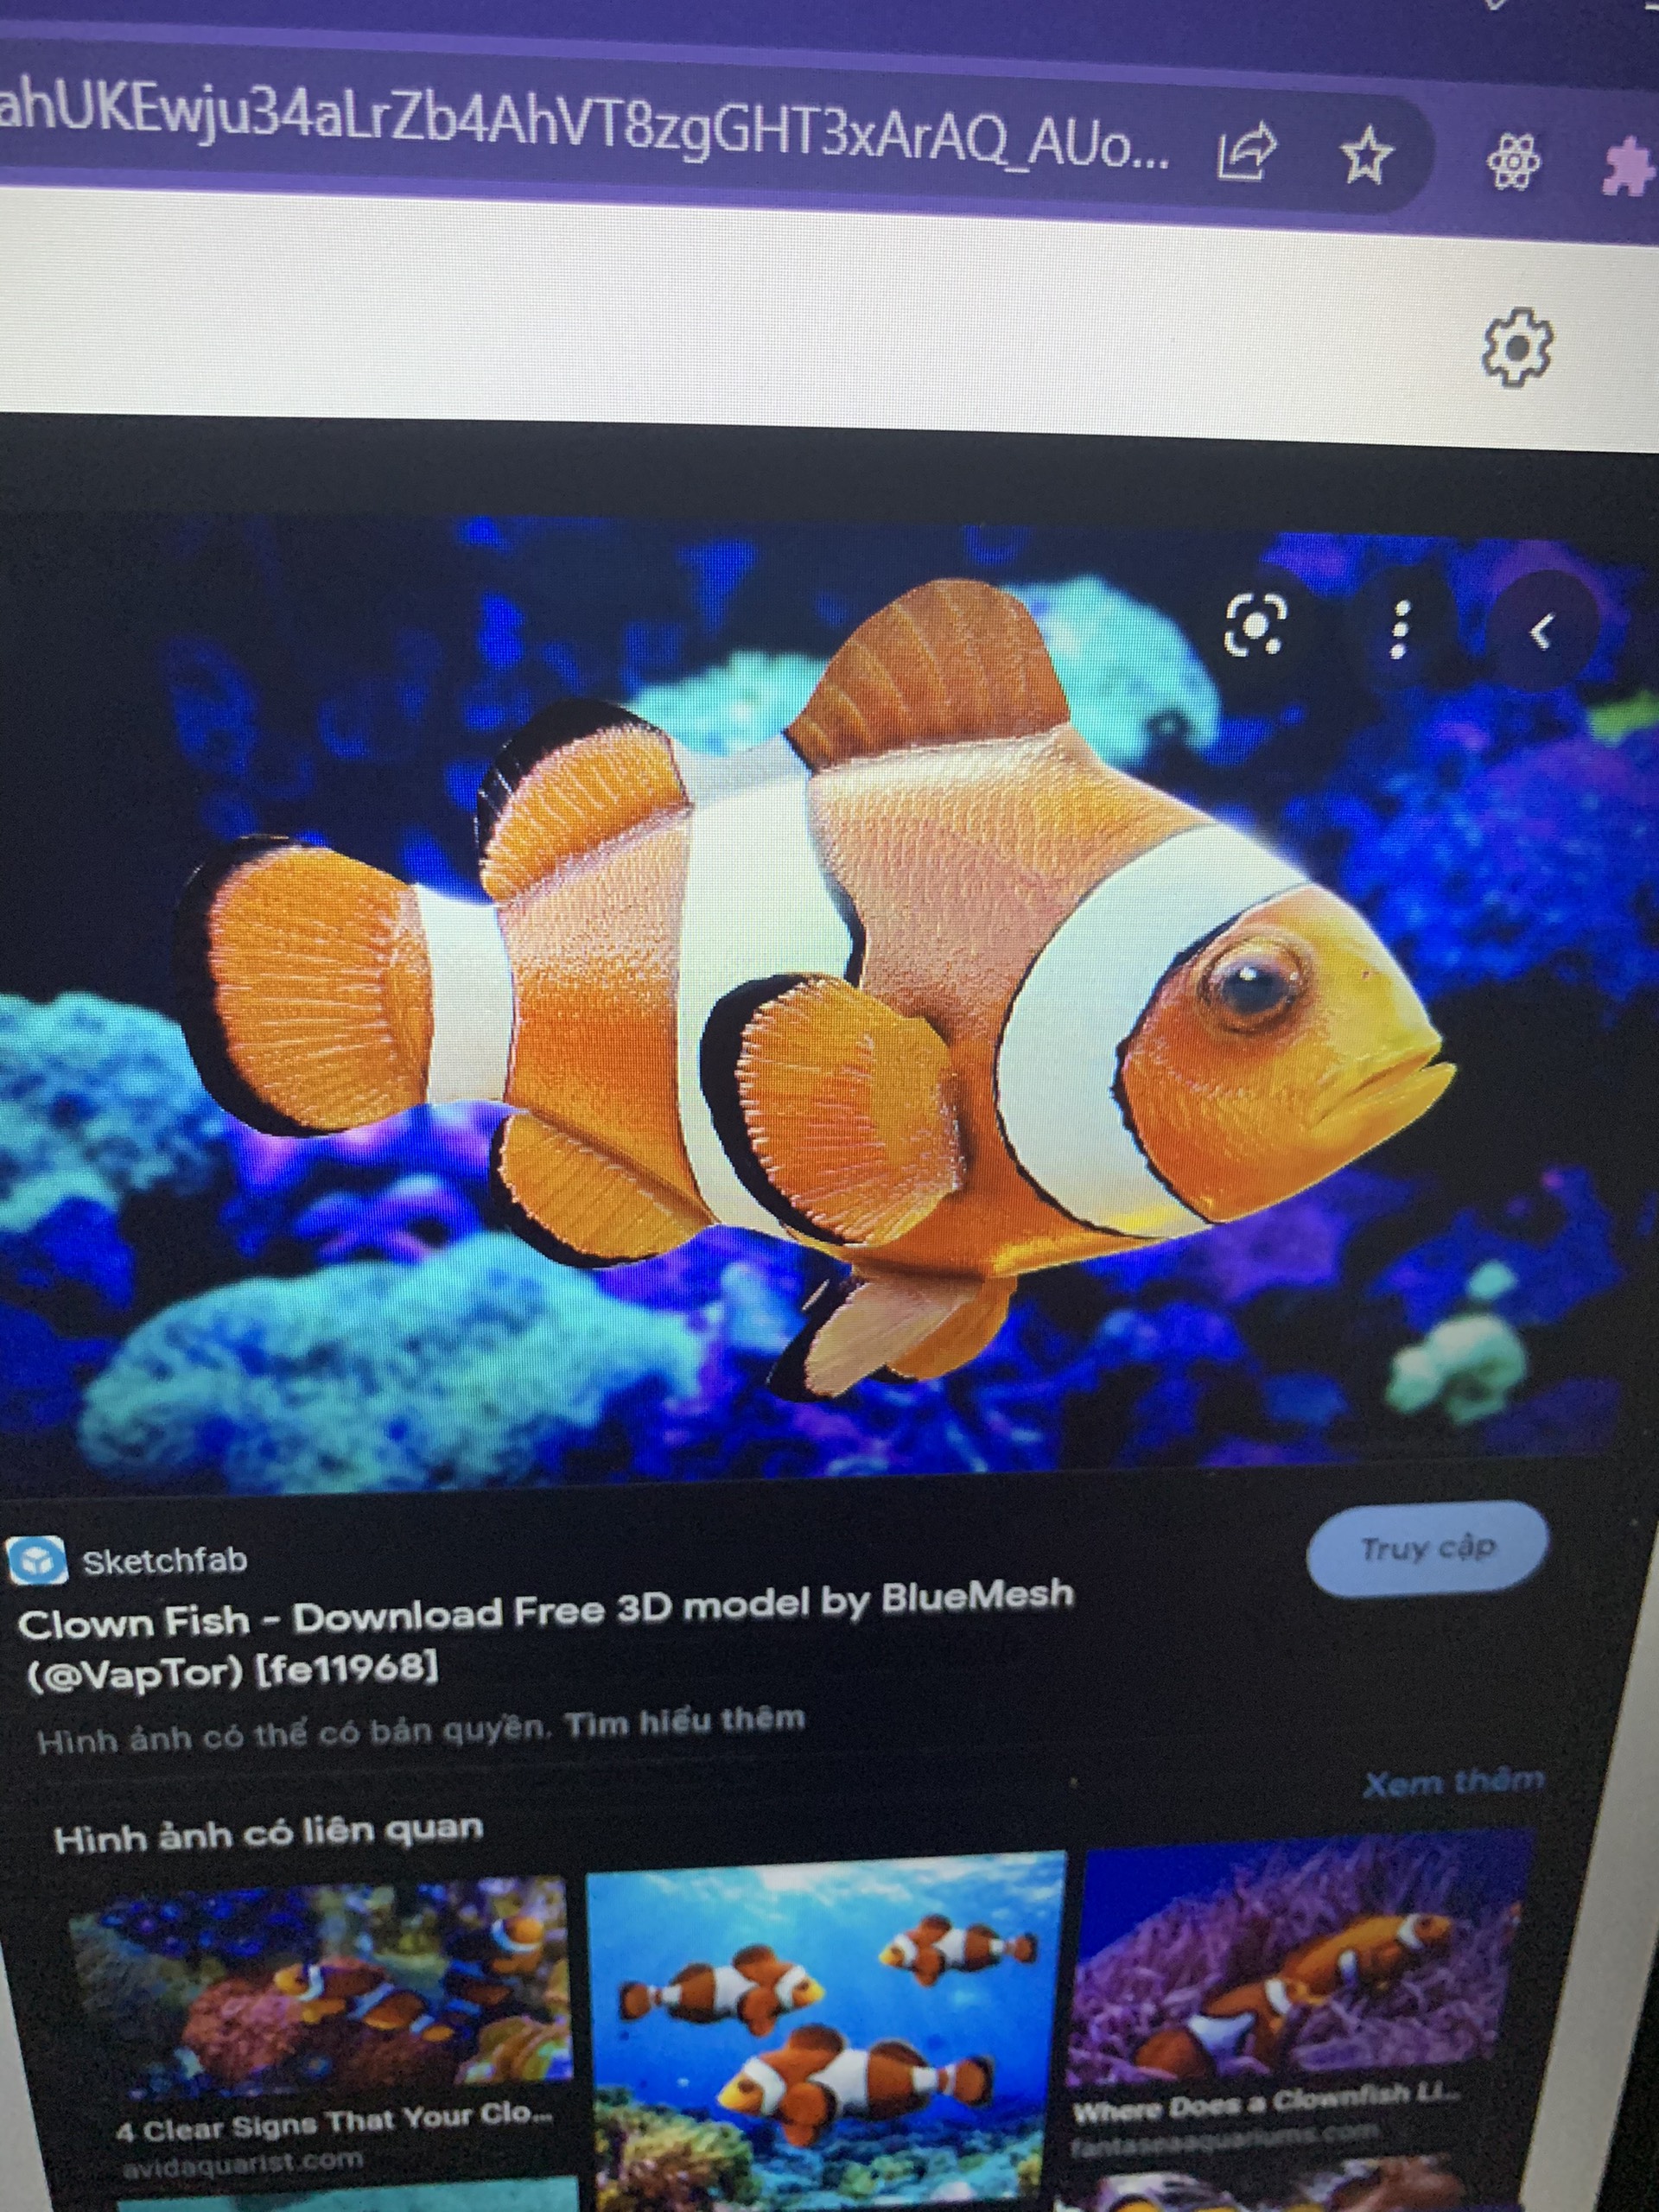 ahUKEwju34aLrZb4AhVT8zgGHT3xArAQ_AUo...
Sketchfab
Truy cập
Clown Fish - Download Free 3D model by BlueMesh
(@VapTor) [fe11968]
Hình ảnh có thể có bản quyền. Tìm hiểu thêm
Xem thêm
Hình ảnh có liên quan
4 Clear Signs That Your Clo...
avidaquarist.com
Where Does a Clownfish Li...
fantaseaaquariums.com